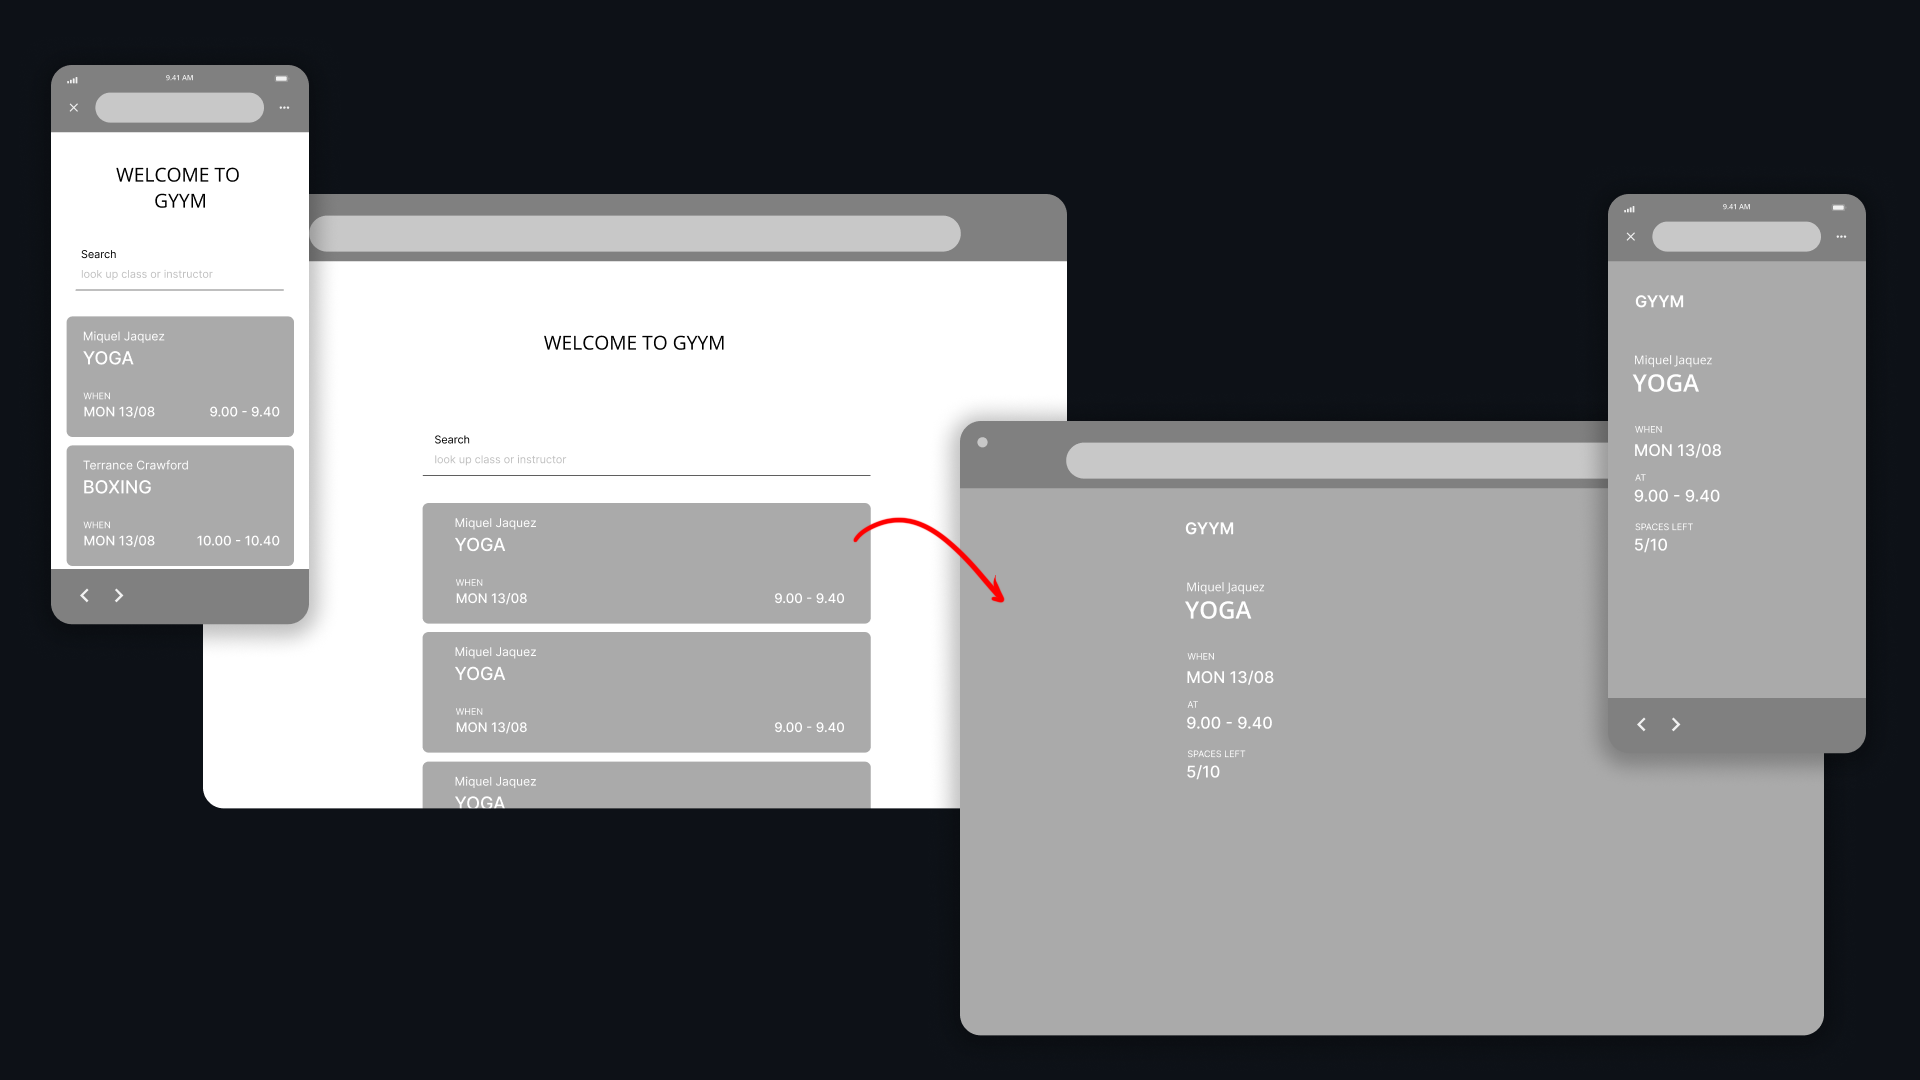 9.41 AM
WELCOME TO
GYYM
Search
look up class or instructor
Miquel Jaquez
YOGA
WHEN
MON 13/08 9.00 - 9.40
Terrance Crawford
BOXING
WHEN
MON 13/08 10.00 - 10.40
WELCOME TO GYYM
Search
look up class or instructor
Miquel Jaquez
YOGA
WHEN
MON 13/08 9.00 - 9.40
Miquel Jaquez
YOGA
WHEN
MON 13/08 9.00 - 9.40
Miquel Jaquez
YOGA
GYYM
Miquel Jaquez
YOGA
WHEN
MON 13/08
AT
9.00 - 9.40
SPACES LEFT
5/10
9.41 AM
GYYM
Miquel Jaquez
YOGA
WHEN
MON 13/08
AT
9.00 - 9.40
SPACES LEFT
5/10